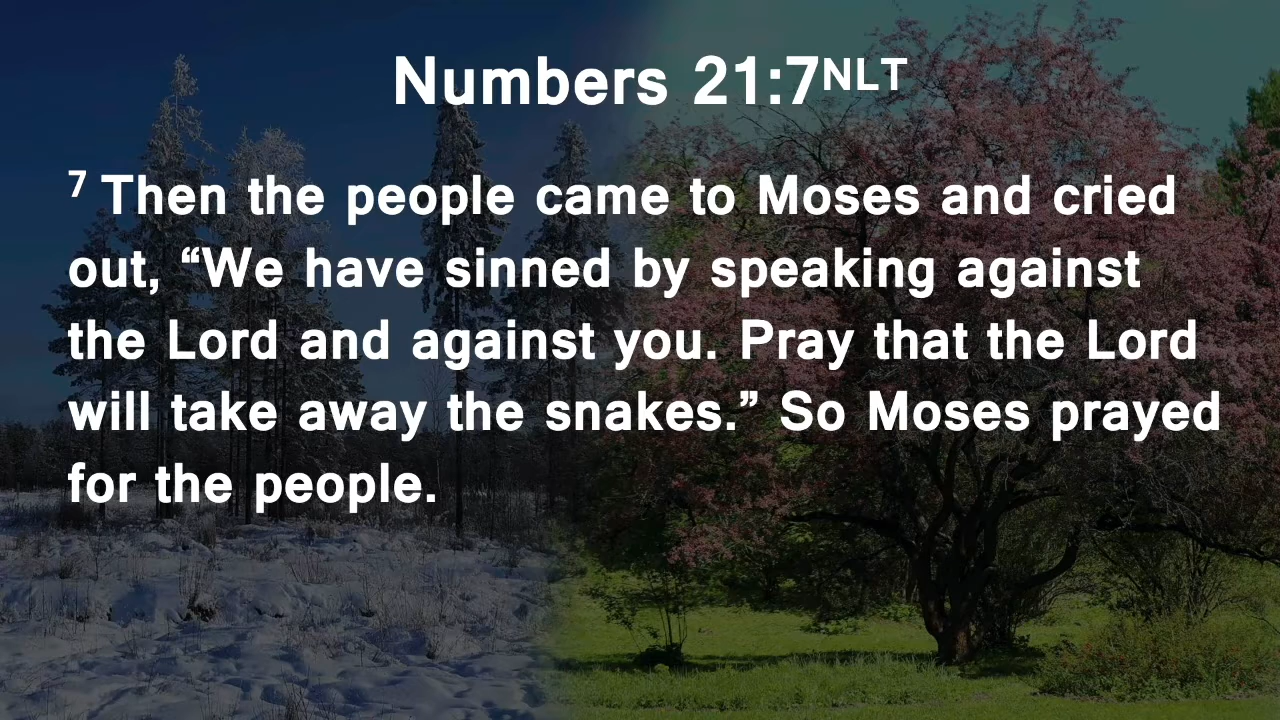 Numbers 21:7NLT
7 Then the people came to Moses and cried
out, “We have sinned by speaking against
the Lord and against you. Pray that the Lord
will take away the snakes.” So Moses prayed
for the people.